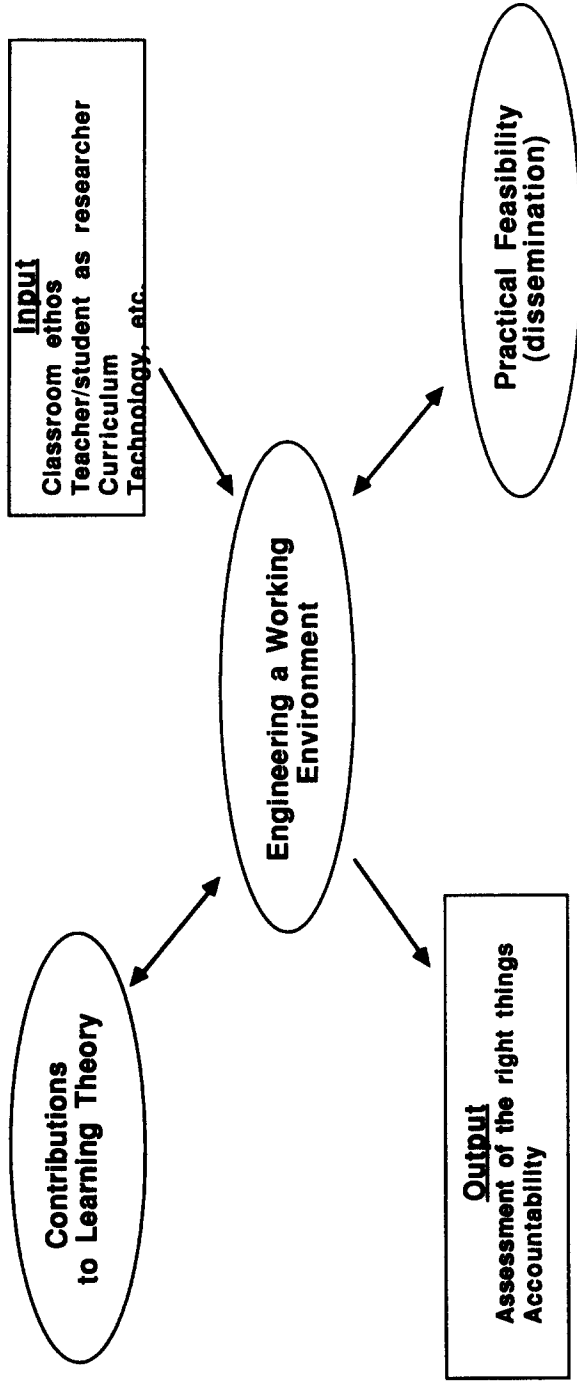 Contributions
to Learning Theory
Input
Classroom ethos
Teacher/student as researcher
Curriculum
Technology, etc.
Engineering a Working
Environment
Output
Assessment of the right things
Accountability
Practical Feasibility
(dissemination)